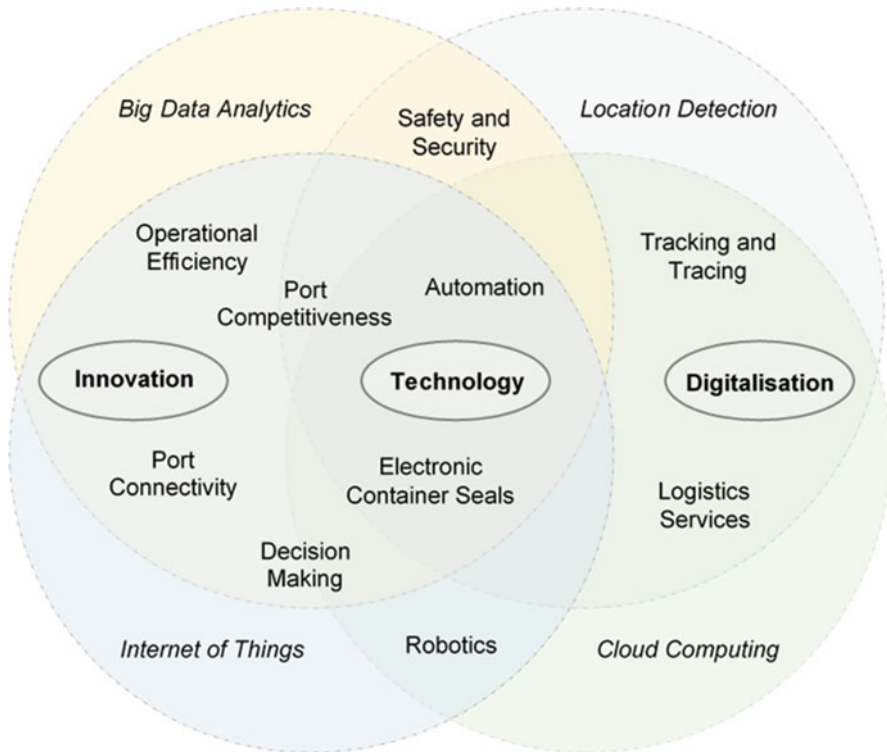 Big Data Analytics
Safety and
Security
Location Detection
Operational
Efficiency
Port
Competitiveness
Automation
Tracking and
Tracing
Innovation
Technology
Digitalisation
Port
Connectivity
Electronic
Container Seals
Logistics
Services
Decision
Making
Internet of Things
Robotics
Cloud Computing